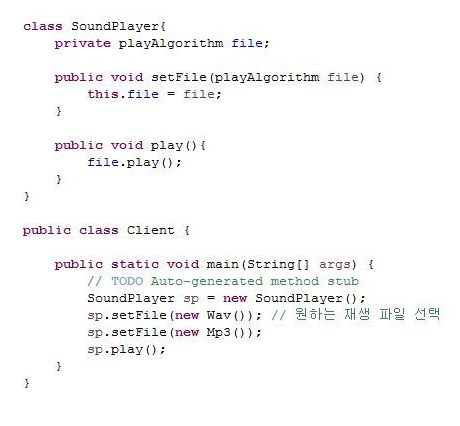 class SoundPlayer{
    private playAlgorithm file;
    public void setFile(playAlgorithm file) {
        this.file = file;
    }
    public void play(){
        file.play();
    }
}
public class Client {
    public static void main(String[] args) {
        // TODO Auto-generated method stub
        SoundPlayer sp = new SoundPlayer();
        sp.setFile(new Wav()); // 원하는 재생 파일 선택
        sp.setFile(new Mp3());
        sp.play();
    }
}